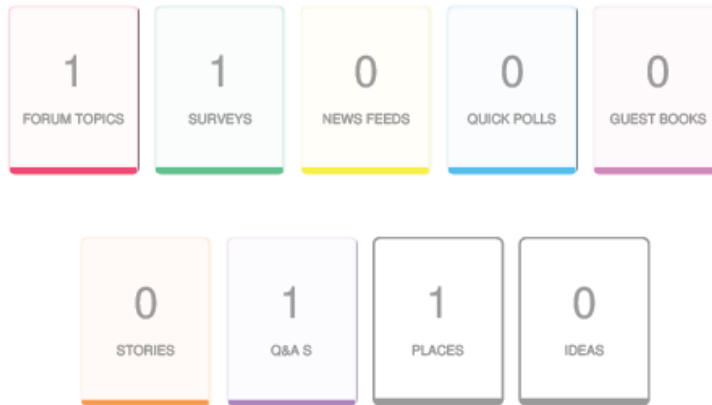 1 1 0 0 0
FORUM TOPICS SURVEYS NEWS FEEDS QUICK POLLS GUEST BOOKS
0 1 1 0
STORIES Q&A S PLACES IDEAS